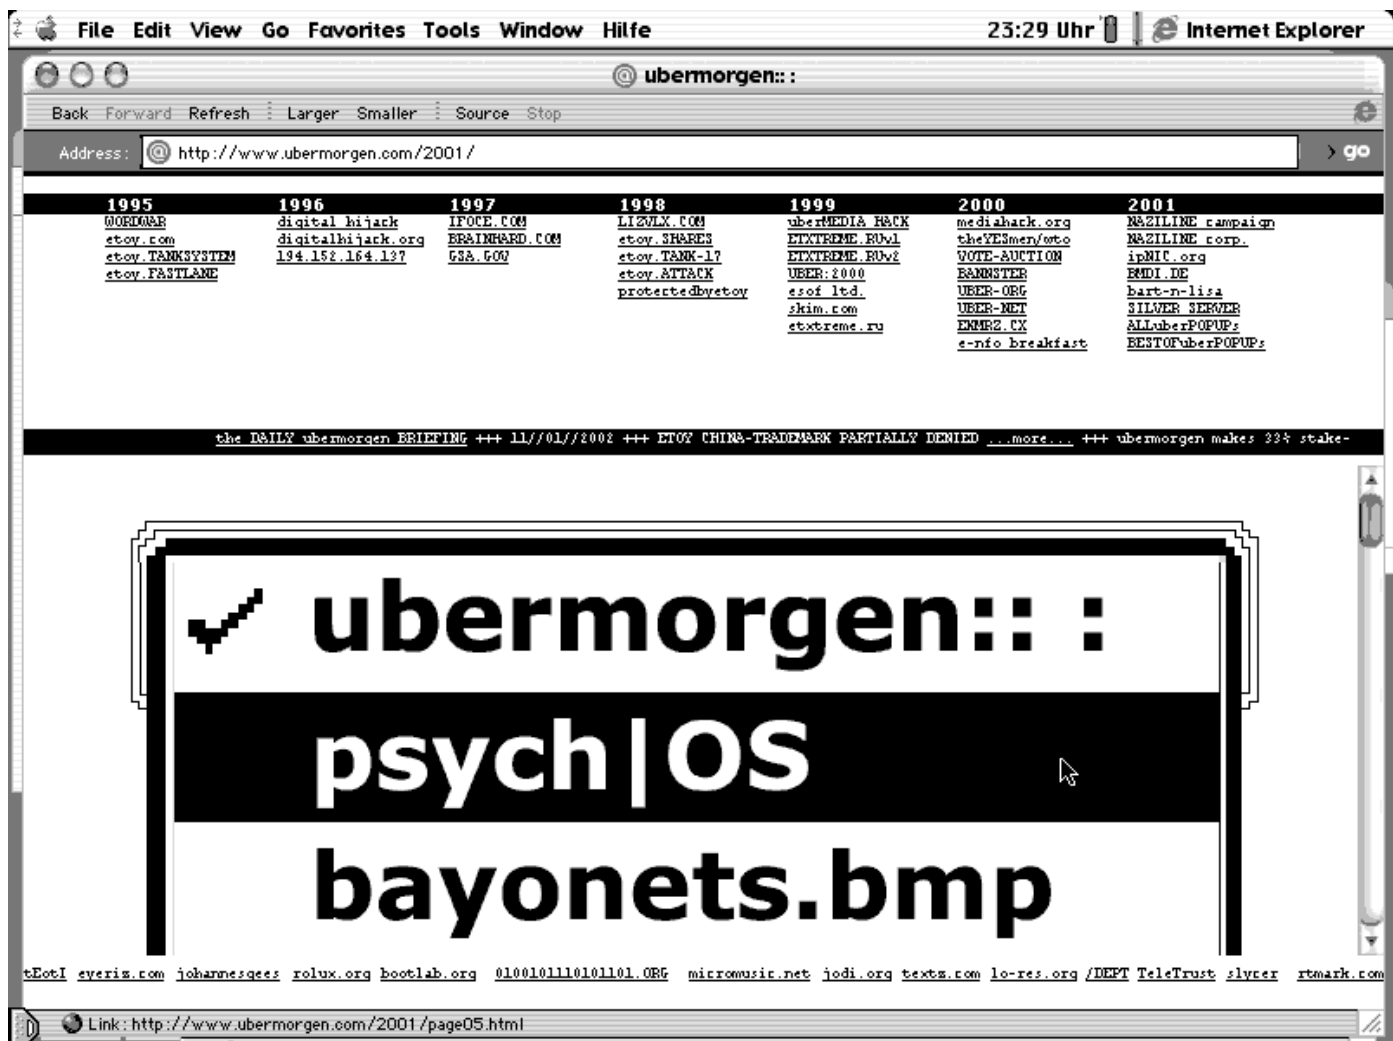 File Edit View Go Favorites Tools Window Hilfe 23:29 Uhr Internet Explorer
@ ubermorgen:: :
Back Forward Refresh Larger Smaller Source Stop
Address: @ http://www.ubermorgen.com/2001/ › go
1995 1996 1997 1998 1999 2000 2001
WORDWAR digital hijack IFOCE.COM LIZVLX.COM uberMEDIA HACK mediahack.org NAZILINE campaign
etoy.com digitalhijack.org BRAINHARD.COM etoy.SHARES ETXTREME.RUv1 theYESmen/wto NAZILINE corp.
etoy.TANKSYSTEM 194.152.164.137 GSA.GOV etoy.TANK-17 ETXTREME.RUv2 VOTE-AUCTION ipNIC.org
etoy.FASTLANE etoy.ATTACK UBER:2000 BANNSTER BMDI.DE
protectedbyetoy esof ltd. UBER-ORG bart-n-lisa
skim.com UBER-NET SILVER SERVER
etxtreme.ru EKMRZ.CX ALLuberPOPUPs
e-nfo breakfast BESTOFuberPOPUPs
the DAILY ubermorgen BRIEFING +++ 11//01//2002 +++ ETOY CHINA-TRADEMARK PARTIALLY DENIED ...more... +++ ubermorgen makes 33% stake-
ubermorgen:: :
psych|OS
bayonets.bmp
tEotI eyeriz.com johannesgees rolux.org bootlab.org 0100101110101101.ORG micromusic.net jodi.org textz.com lo-res.org /DEPT TeleTrust slycer rtmark.com
Link: http://www.ubermorgen.com/2001/page05.html